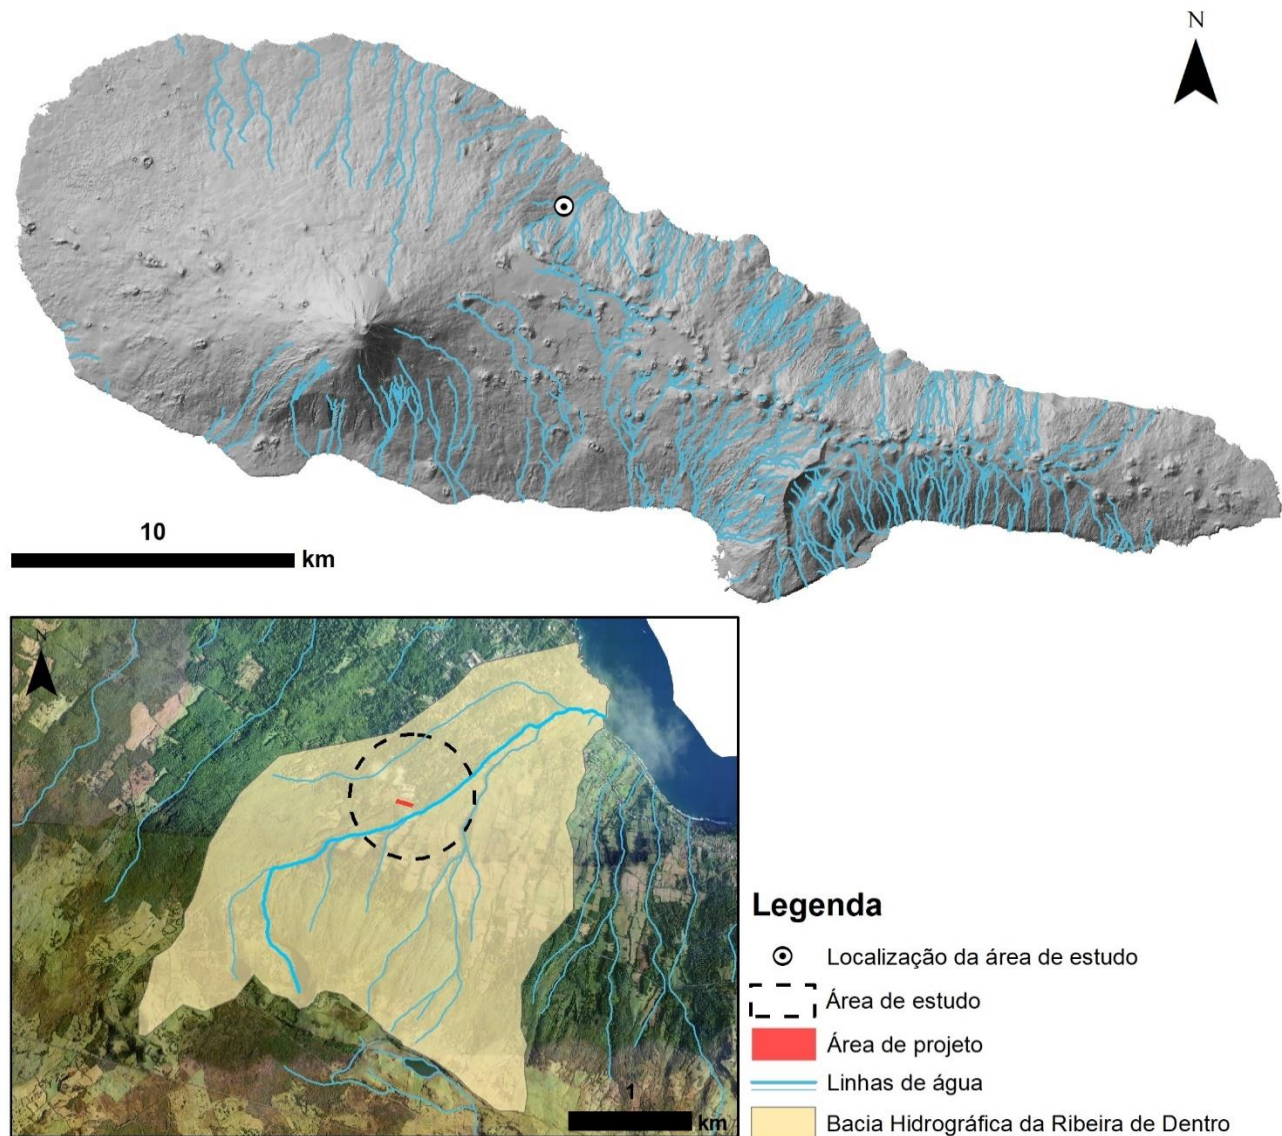 N
10
km
N
1
km
Legenda
Localização da área de estudo
Área de estudo
Área de projeto
Linhas de água
Bacia Hidrográfica da Ribeira de Dentro